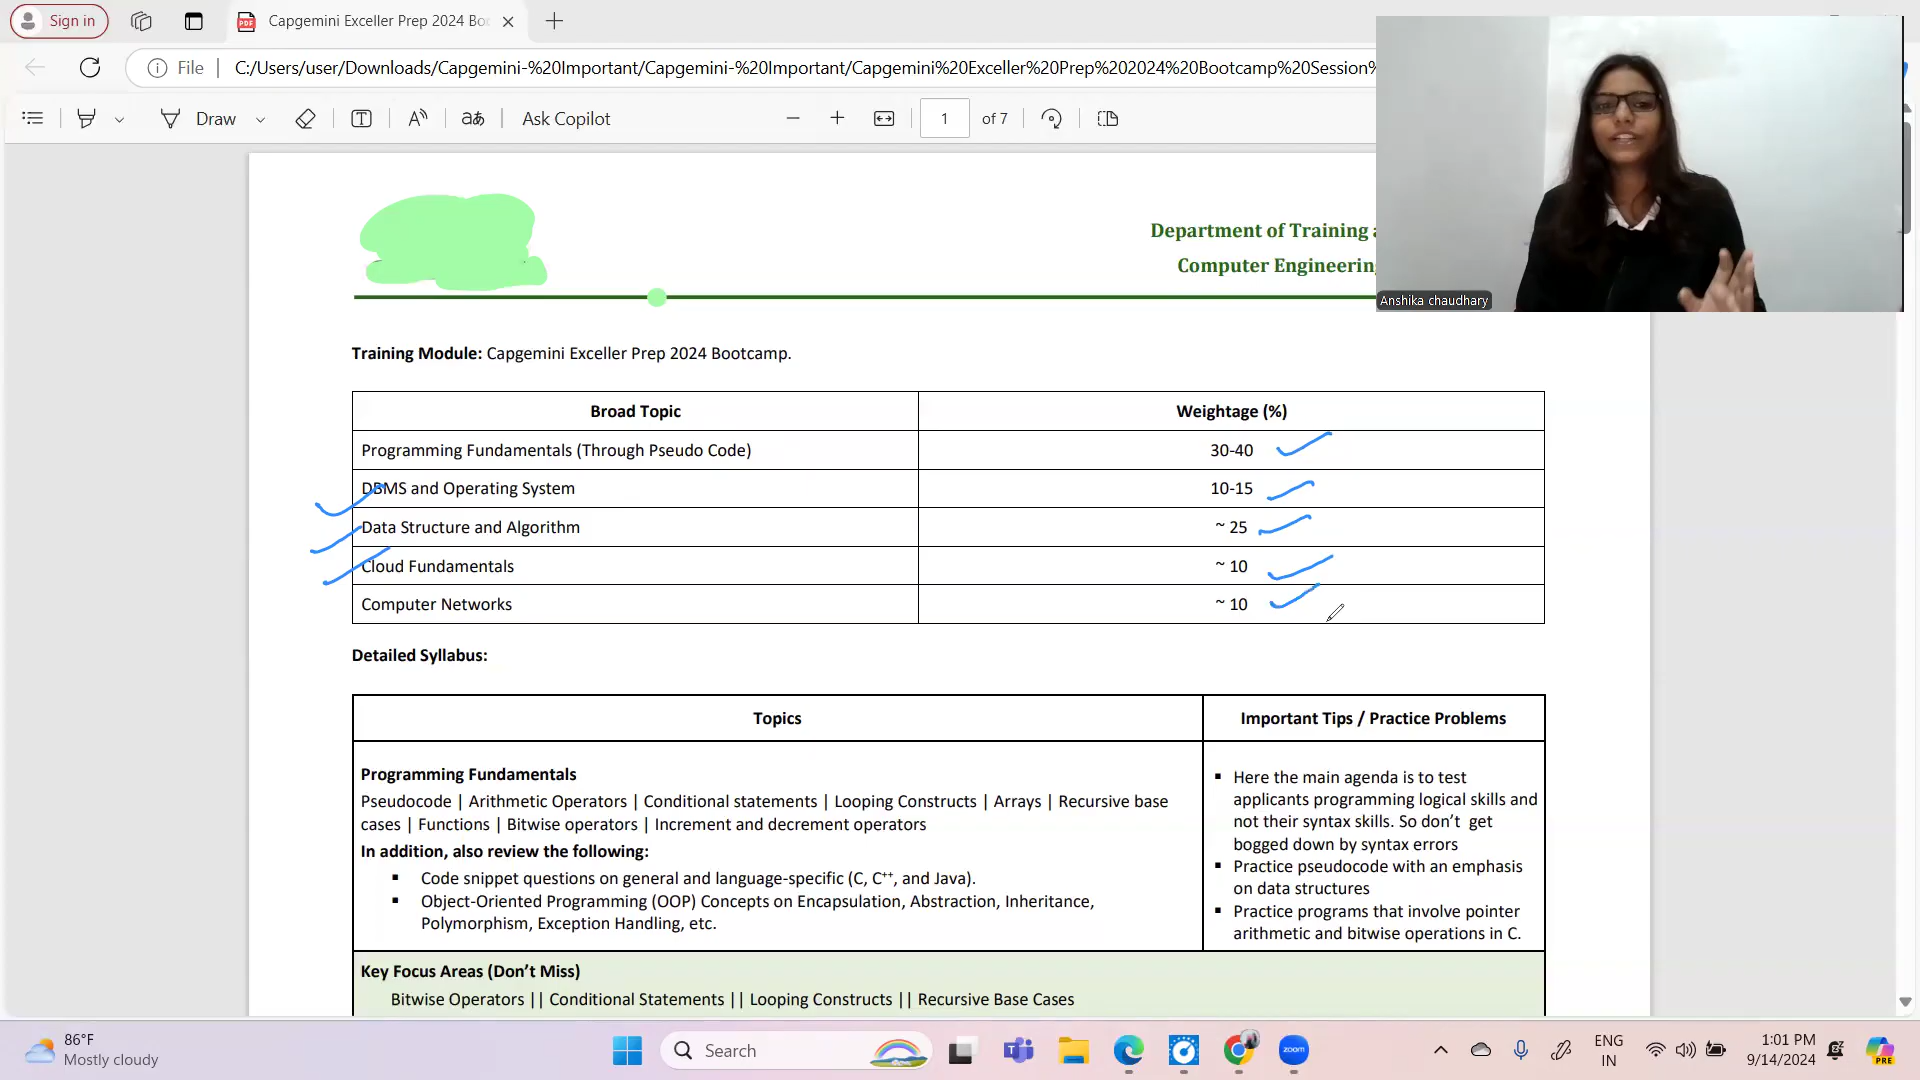 Sign in
Capgemini Exceller Prep 2024 Bo
File
C:/Users/user/Downloads/Capgemini-%20Important/Capgemini-%20Important/Capgemini%20Exceller%20Prep%202024%20Bootcamp%20Session%
Draw
Ask Copilot
1 of 7
Department of Training
Computer Engineering
Anshika chaudhary
Training Module: Capgemini Exceller Prep 2024 Bootcamp.
Broad Topic Weightage (%)
Programming Fundamentals (Through Pseudo Code) 30-40
DBMS and Operating System 10-15
Data Structure and Algorithm ~ 25
Cloud Fundamentals ~ 10
Computer Networks ~ 10
Detailed Syllabus:
Topics
Programming Fundamentals
Pseudocode | Arithmetic Operators | Conditional statements | Looping Constructs | Arrays | Recursive base
cases | Functions | Bitwise operators | Increment and decrement operators
In addition, also review the following:
▪ Code snippet questions on general and language-specific (C, C++, and Java).
▪ Object-Oriented Programming (OOP) Concepts on Encapsulation, Abstraction, Inheritance,
Polymorphism, Exception Handling, etc.
Important Tips / Practice Problems
▪ Here the main agenda is to test
applicants programming logical skills and
not their syntax skills. So don't get
bogged down by syntax errors
▪ Practice pseudocode with an emphasis
on data structures
▪ Practice programs that involve pointer
arithmetic and bitwise operations in C.
Key Focus Areas (Don't Miss)
Bitwise Operators || Conditional Statements || Looping Constructs || Recursive Base Cases
86°F
Mostly cloudy
Search
zoom
PRE
ENG
IN
1:01 PM
9/14/2024